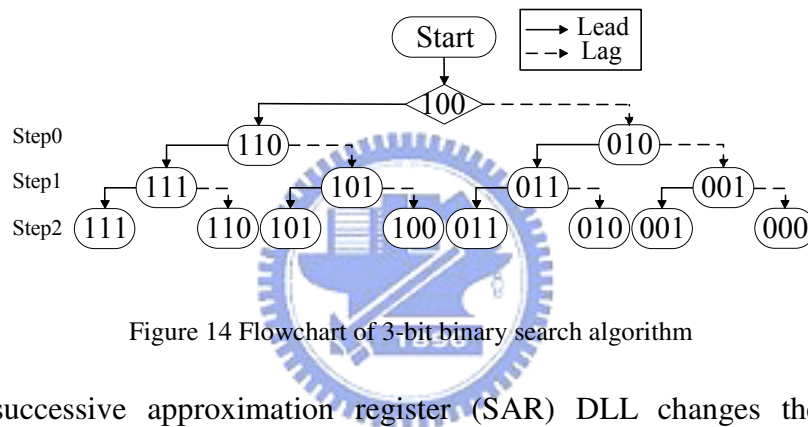 Start
Lead
Lag
100
Step0 110 010
Step1 111 101 011 001
Step2 111 110 101 100 011 010 001 000
Figure 14 Flowchart of 3-bit binary search algorithm
successive approximation register (SAR) DLL changes the